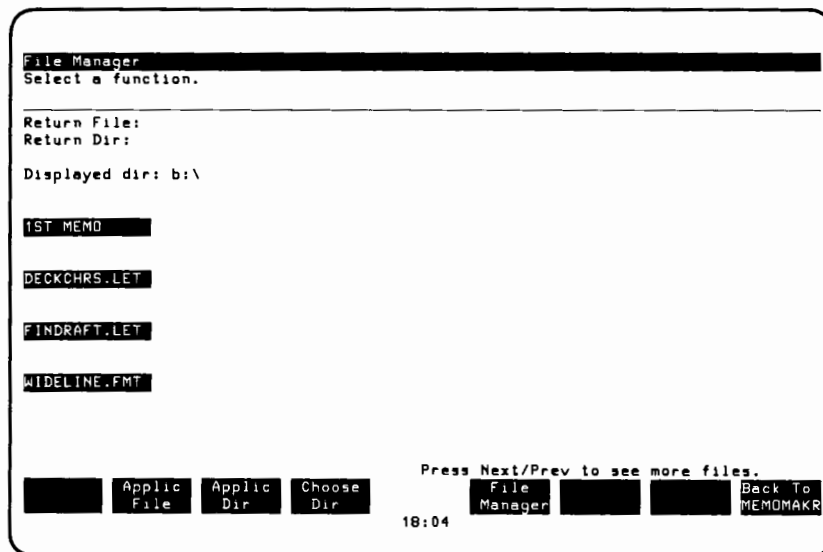 File Manager
Select a function.
Return File:
Return Dir:
Displayed dir: b:\
1ST MEMO
DECKCHRS.LET
FINDRAFT.LET
WIDELINE.FMT
Press Next/Prev to see more files.
Applic Applic Choose File Back To
File Dir Dir Manager MEMOMAKR
18:04